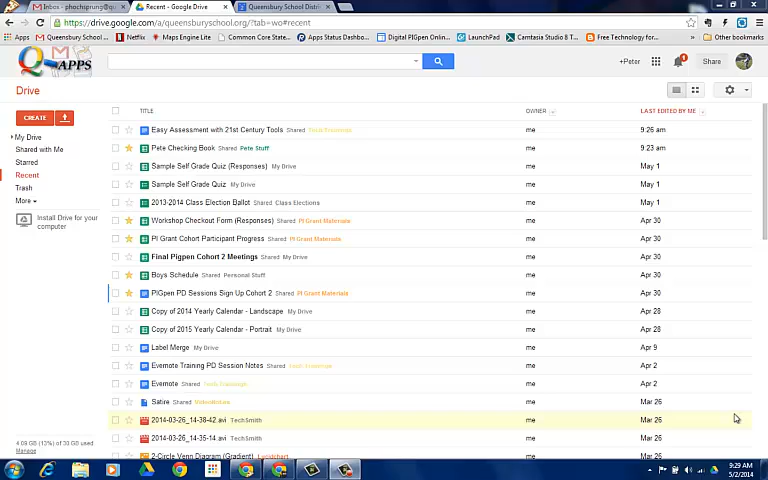 Inbox - phochsprung@qu
Recent - Google Drive
Queensbury School Distri
https://drive.google.com/a/queensburyschool.org/?tab=wo#recent
Apps
Queensbury School
Maps Engine Lite
Common Core State
Apps Status Dashbo...
Digital PIGpen Onlin
LaunchPad
Camtasia Studio 8 T...
Free Technology for...
Other bookmarks
Q-APPS
+Peter
1
Share
Drive
CREATE
TITLE
OWNER
LAST EDITED BY ME
My Drive
Shared with Me
Starred
Recent
Trash
More
Install Drive for your
computer
Easy Assessment with 21st Century Tools Shared me 9:26 am
Pete Checking Book Shared Pete Stuff me 9:23 am
Sample Self Grade Quiz (Responses) My Drive me May 1
Sample Self Grade Quiz My Drive me May 1
2013-2014 Class Election Ballot Shared Class Elections me May 1
Workshop Checkout Form (Responses) Shared PI Grant Materials me Apr 30
PI Grant Cohort Participant Progress Shared PI Grant Materials me Apr 30
Final Pigpen Cohort 2 Meetings Shared My Drive me Apr 30
Boys Schedule Shared Personal Stuff me Apr 30
PIGpen PD Sessions Sign Up Cohort 2 Shared PI Grant Materials me Apr 30
Copy of 2014 Yearly Calendar - Landscape My Drive me Apr 28
Copy of 2015 Yearly Calendar - Portrait My Drive me Apr 28
Label Merge My Drive me Apr 9
Evernote Training PD Session Notes Shared me Apr 2
Evernote Shared me Apr 2
Satire Shared me Mar 26
2014-03-26_14-38-42.avi TechSmith me Mar 26
2014-03-26_14-35-14.avi TechSmith me Mar 26
2-Circle Venn Diagram (Gradient) Lucidchart me Mar 26
4.09 GB (13%) of 30 GB used
Manage
9:29 AM
5/2/2014